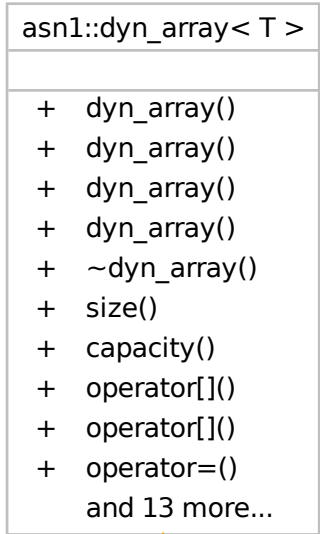 asn1::dyn_array< T >
+ dyn_array()
+ dyn_array()
+ dyn_array()
+ dyn_array()
+ ~dyn_array()
+ size()
+ capacity()
+ operator[]()
+ operator[]()
+ operator=()
and 13 more...